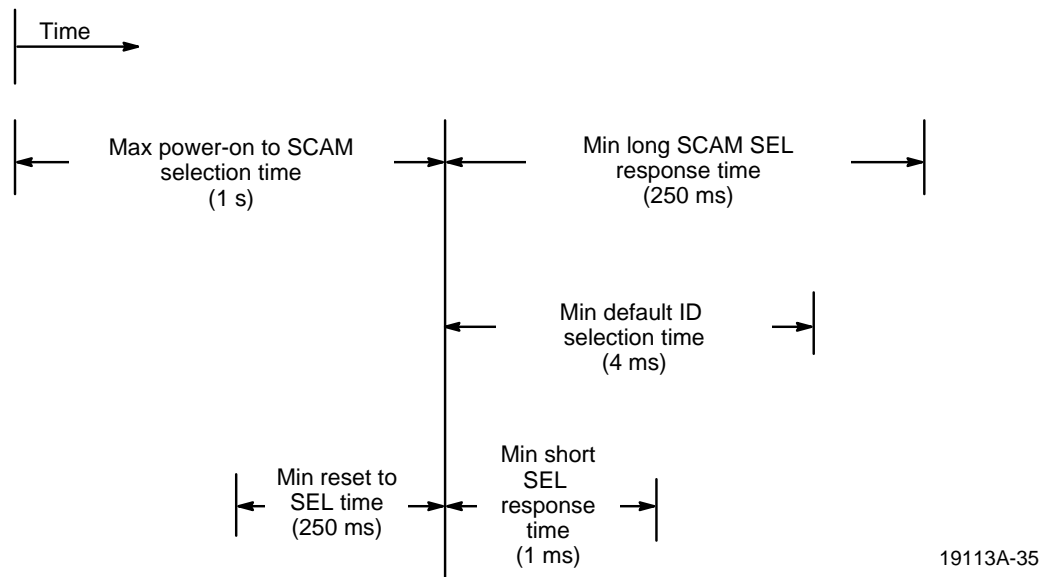 Time
Max power-on to SCAM
selection time
(1 s)
Min long SCAM SEL
response time
(250 ms)
Min default ID
selection time
(4 ms)
Min reset to
SEL time
(250 ms)
Min short
SEL
response
time
(1 ms)
19113A-35